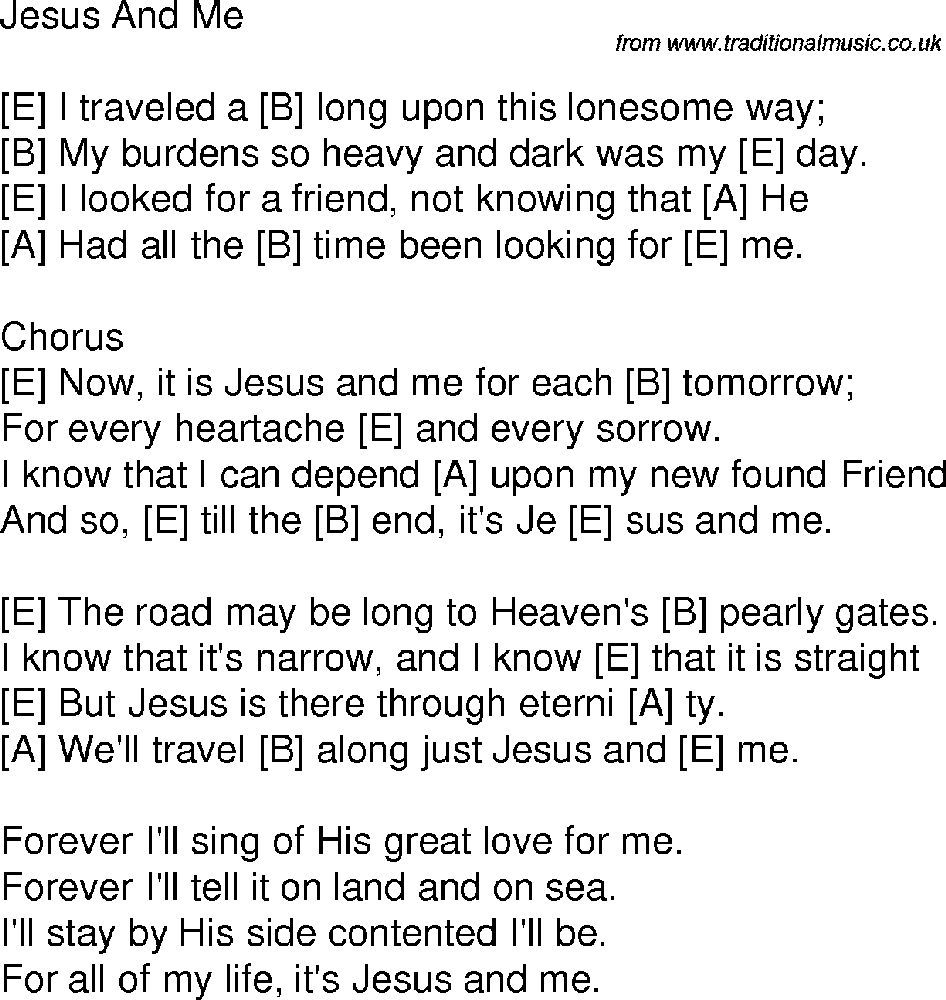 Jesus And Me
from www.traditionalmusic.co.uk
[E] I traveled a [B] long upon this lonesome way;
[B] My burdens so heavy and dark was my [E] day.
[E] I looked for a friend, not knowing that [A] He
[A] Had all the [B] time been looking for [E] me.
Chorus
[E] Now, it is Jesus and me for each [B] tomorrow;
For every heartache [E] and every sorrow.
I know that I can depend [A] upon my new found Friend
And so, [E] till the [B] end, it's Je [E] sus and me.
[E] The road may be long to Heaven's [B] pearly gates.
I know that it's narrow, and I know [E] that it is straight
[E] But Jesus is there through eterni [A] ty.
[A] We'll travel [B] along just Jesus and [E] me.
Forever I'll sing of His great love for me.
Forever I'll tell it on land and on sea.
I'll stay by His side contented I'll be.
For all of my life, it's Jesus and me.